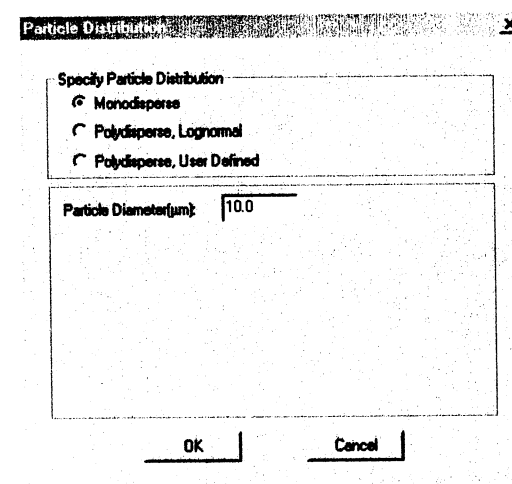 Particle Distribution
Specify Particle Distribution
Monodisperse
Polydisperse, Lognormal
Polydisperse, User Defined
Particle Diameter(µm): 10.0
OK Cancel